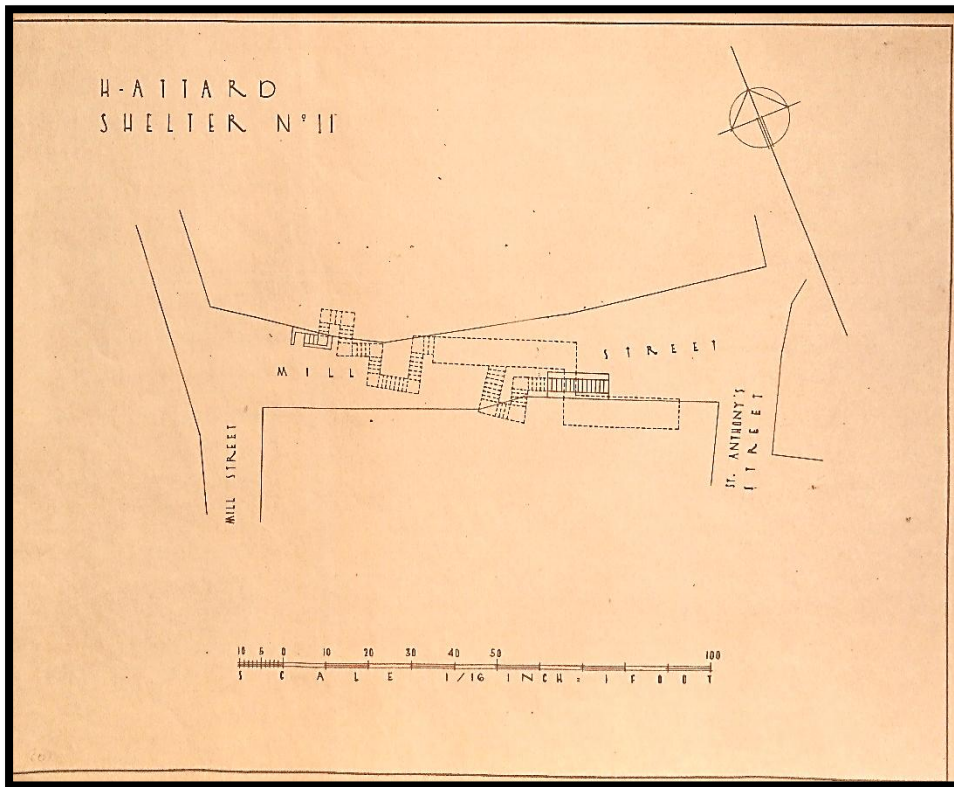 H-ATTARD
SHELTER Nº 11
STREET
MILL
MILL STREET
ST. ANTHONY'S
STREET
10 5 0 10 20 30 40 50 100
SCALE 1/16 INCH = 1 FOOT